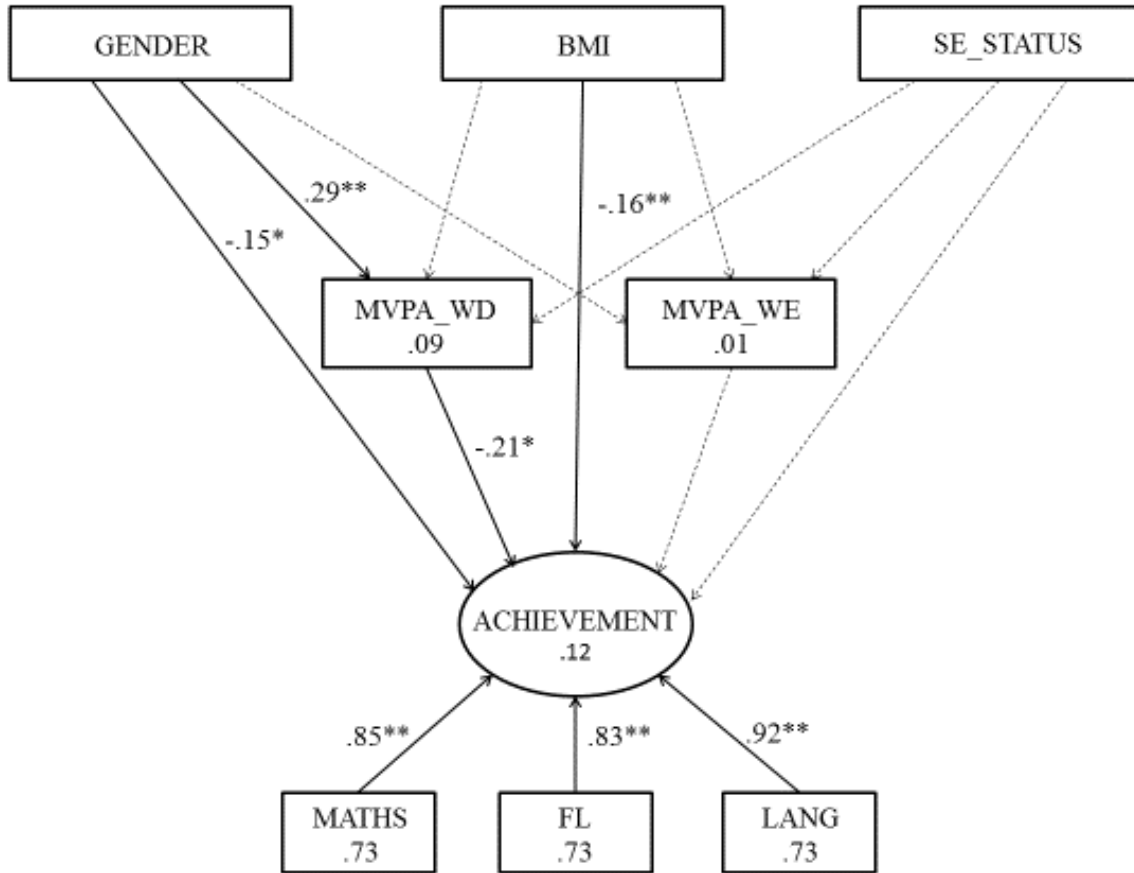 GENDER
BMI
SE_STATUS
.29**
-.16**
-.15*
MVPA_WD
.09
MVPA_WE
.01
-.21*
ACHIEVEMENT
.12
.85**
.83**
.92**
MATHS
.73
FL
.73
LANG
.73